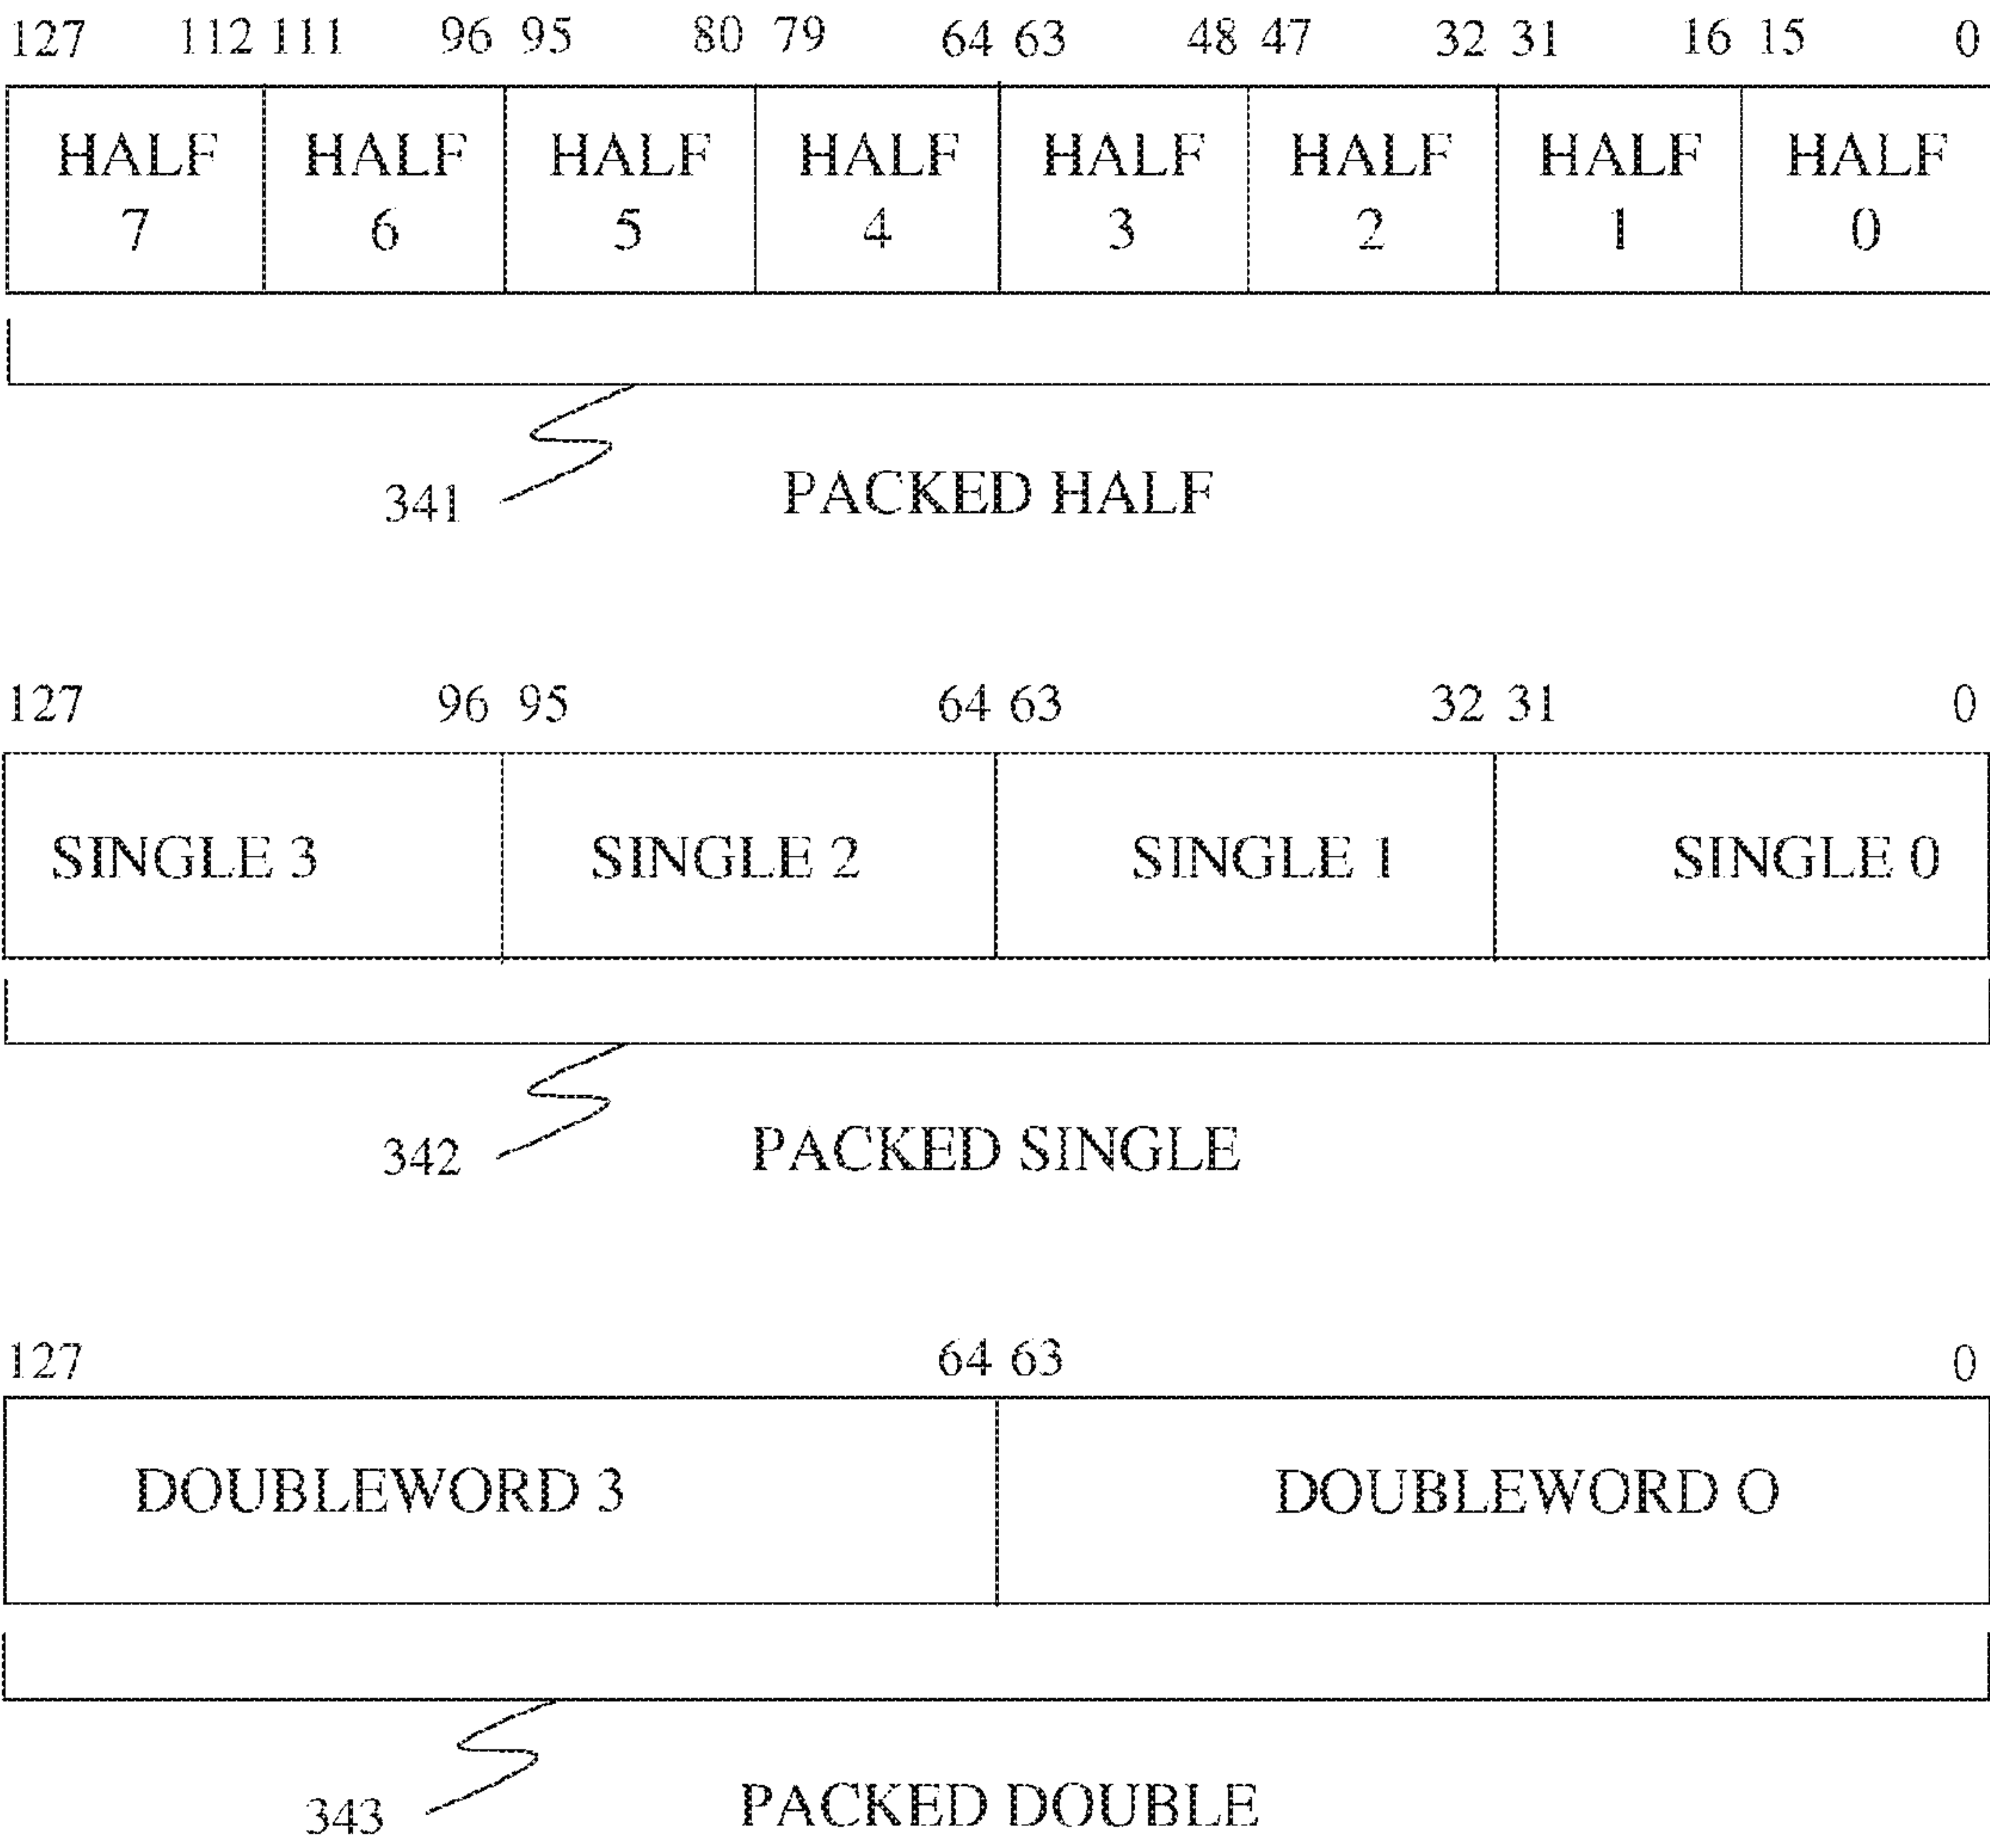 127 112 111 96 95 80 79 64 63 48 47 32 31 16 15 0
HALF HALF HALF HALF HALF HALF HALF HALF
7 6 5 4 3 2 1 0
341 PACKED HALF
127 96 95 64 63 32 31 0
SINGLE 3 SINGLE 2 SINGLE 1 SINGLE 0
342 PACKED SINGLE
127 64 63 0
DOUBLEWORD 3 DOUBLEWORD O
343 PACKED DOUBLE